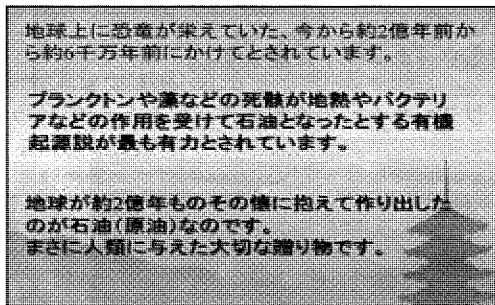 地球上に恐竜が栄えていた、今から約2億年前か
ら約6千万年前にかけてとされています。
プランクトンや藻などの死骸が地熱やバクテリ
アなどの作用を受けて石油となったとする有機
起源説が最も有力とされています。
地球が約2億年ものその懐に抱えて作り出した
のが石油(原油)なのです。
まさに人類に与えた大切な贈り物です。